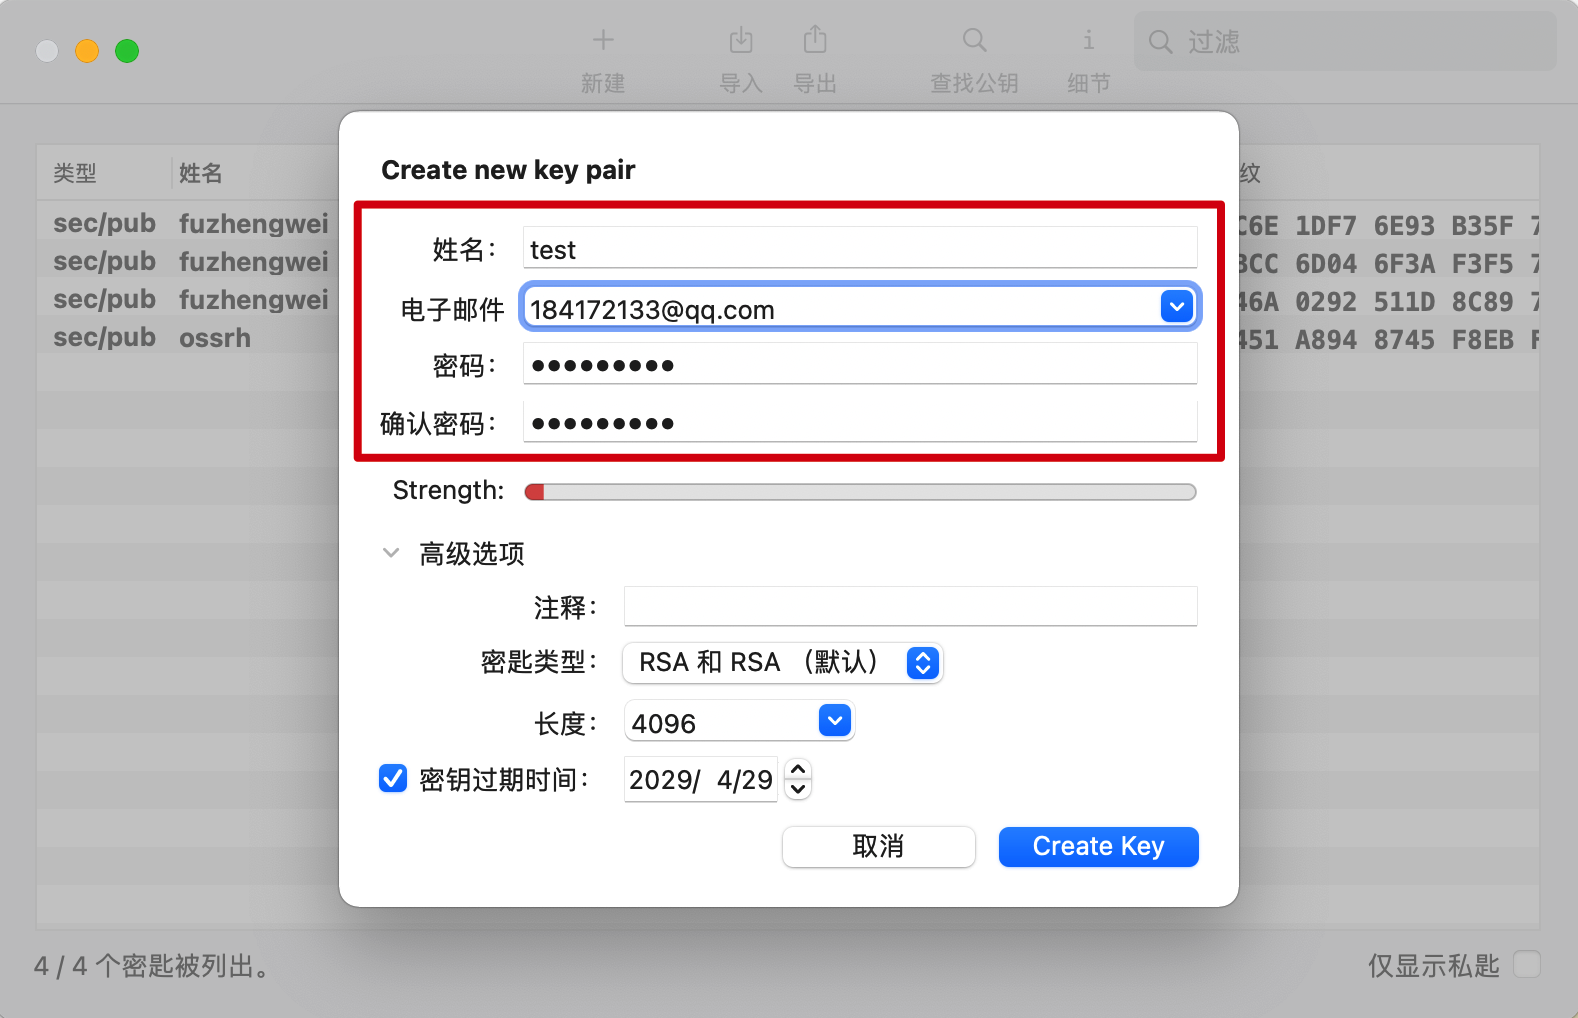 过滤
新建 导入 导出 查找公钥 细节
Create new key pair
类型 姓名 纹
sec/pub fuzhengwei C6E 1DF7 6E93 B35F 7
sec/pub fuzhengwei 3CC 6D04 6F3A F3F5 7
sec/pub fuzhengwei 46A 0292 511D 8C89 7
sec/pub ossrh 451 A894 8745 F8EB F
姓名： test
电子邮件 184172133@qq.com
密码： ●●●●●●●●●
确认密码： ●●●●●●●●●
Strength:
高级选项
注释：
密匙类型： RSA 和 RSA （默认）
长度： 4096
密钥过期时间： 2029/ 4/29
取消 Create Key
4 / 4 个密匙被列出。 仅显示私匙